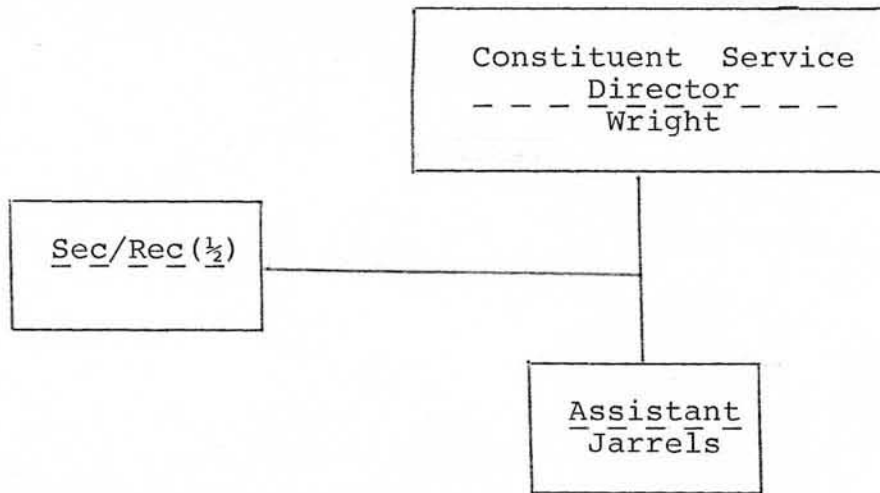 Constituent Service
Director
Wright
Sec/Rec(½)
Assistant
Jarrels